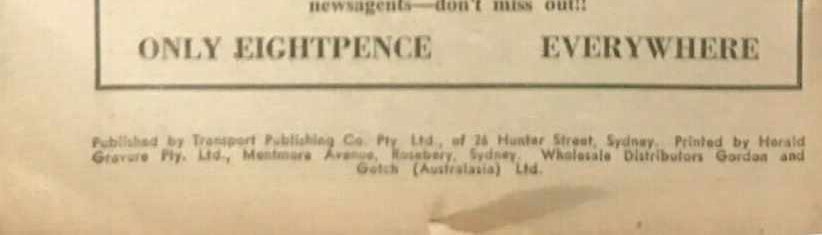 newsagents—don't miss out!!
ONLY EIGHTPENCE EVERYWHERE
Published by Transport Publishing Co. Pty. Ltd., of 26 Hunter Street, Sydney. Printed by Herald
Gravure Pty. Ltd., Mentmore Avenue, Rosebery, Sydney. Wholesale Distributors Gordon and
Gotch (Australasia) Ltd.